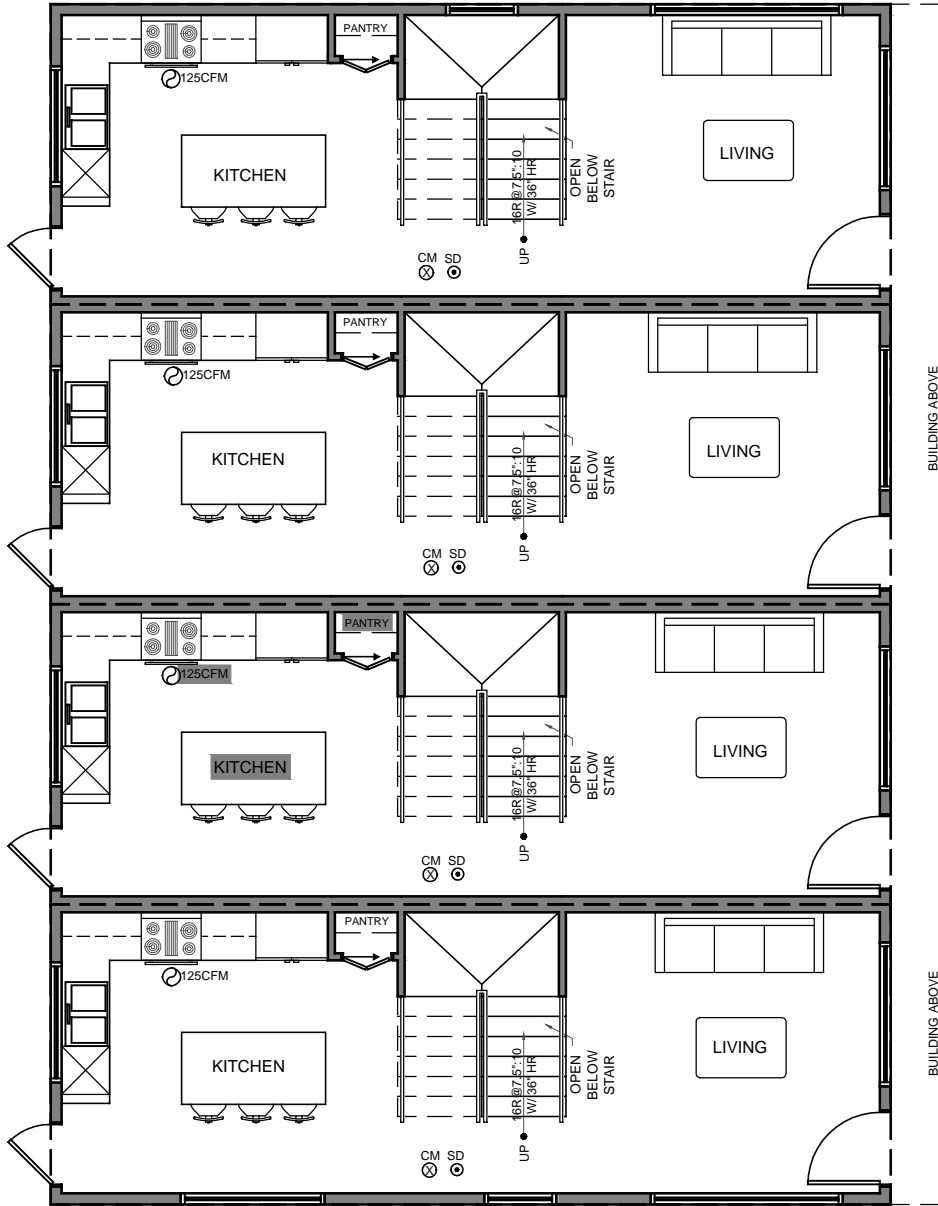 PANTRY
125CFM
KITCHEN
16R@7.5":10
W/ 36" HR
OPEN
BELOW
STAIR
LIVING
CM SD
UP
PANTRY
125CFM
KITCHEN
16R@7.5":10
W/ 36" HR
OPEN
BELOW
STAIR
LIVING
CM SD
UP
BUILDING ABOVE
PANTRY
125CFM
KITCHEN
16R@7.5":10
W/ 36" HR
OPEN
BELOW
STAIR
LIVING
CM SD
UP
PANTRY
125CFM
KITCHEN
16R@7.5":10
W/ 36" HR
OPEN
BELOW
STAIR
LIVING
CM SD
UP
BUILDING ABOVE